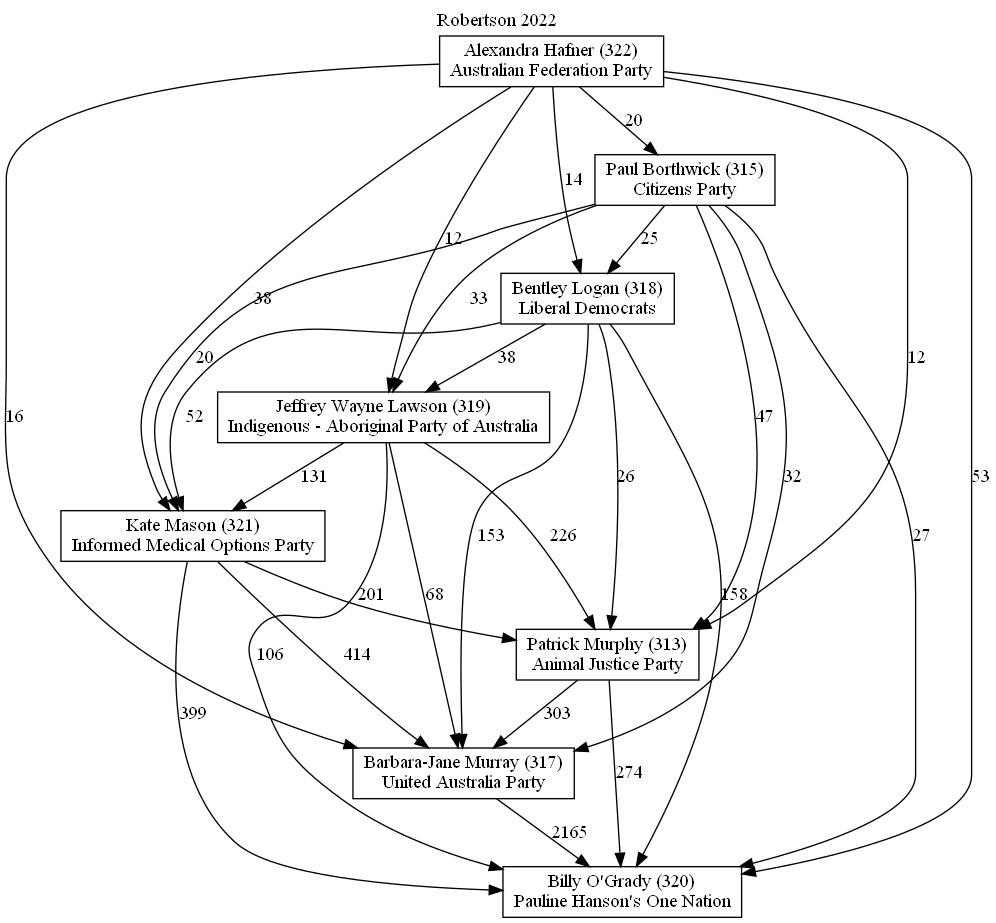 Robertson 2022
Alexandra Hafner (322)
Australian Federation Party
20
Paul Borthwick (315)
Citizens Party
14
12
25
Bentley Logan (318)
Liberal Democrats
38
33
20
38
12
Jeffrey Wayne Lawson (319)
Indigenous - Aboriginal Party of Australia
16
52
47
131
26
32
53
Kate Mason (321)
Informed Medical Options Party
153
226
27
201
68
158
Patrick Murphy (313)
Animal Justice Party
106
414
399
303
Barbara-Jane Murray (317)
United Australia Party
274
2165
Billy O'Grady (320)
Pauline Hanson's One Nation